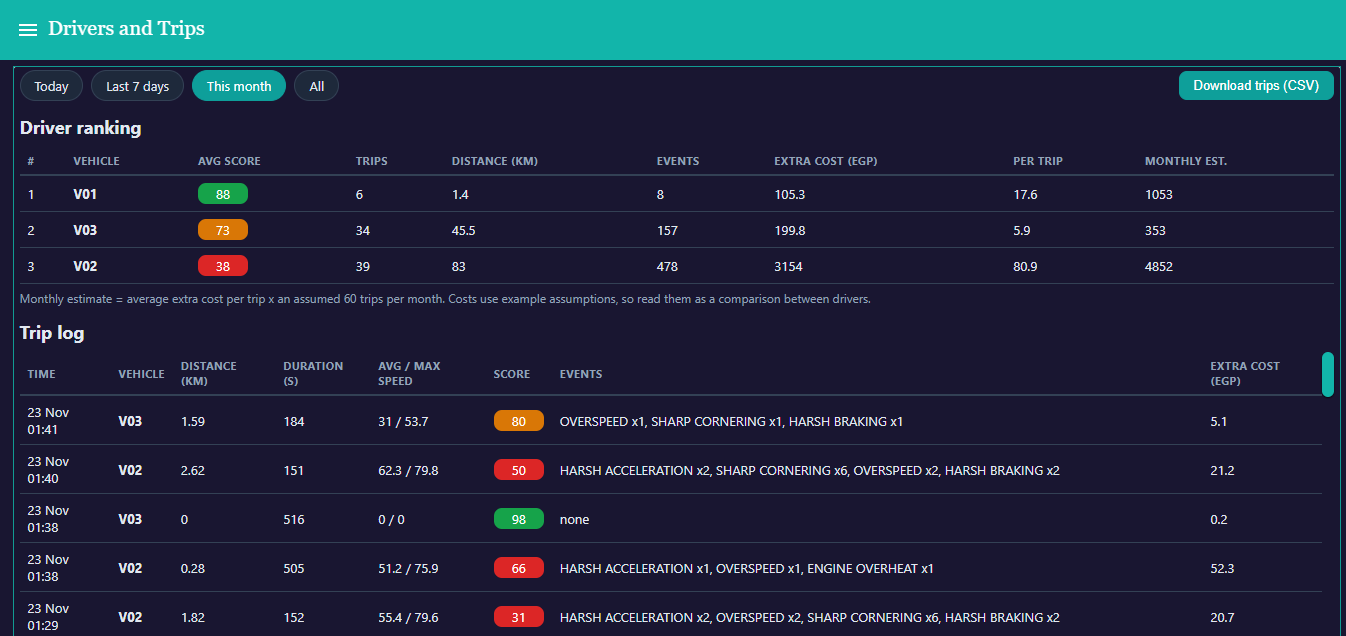 Drivers and Trips
Today Last 7 days This month All Download trips (CSV)
Driver ranking
# VEHICLE AVG SCORE TRIPS DISTANCE (KM) EVENTS EXTRA COST (EGP) PER TRIP MONTHLY EST.
1 V01 88 6 1.4 8 105.3 17.6 1053
2 V03 73 34 45.5 157 199.8 5.9 353
3 V02 38 39 83 478 3154 80.9 4852
Monthly estimate = average extra cost per trip x an assumed 60 trips per month. Costs use example assumptions, so read them as a comparison between drivers.
Trip log
TIME VEHICLE DISTANCE (KM) DURATION (S) AVG / MAX SPEED SCORE EVENTS EXTRA COST (EGP)
23 Nov 01:41 V03 1.59 184 31 / 53.7 80 OVERSPEED x1, SHARP CORNERING x1, HARSH BRAKING x1 5.1
23 Nov 01:40 V02 2.62 151 62.3 / 79.8 50 HARSH ACCELERATION x2, SHARP CORNERING x6, OVERSPEED x2, HARSH BRAKING x2 21.2
23 Nov 01:38 V03 0 516 0 / 0 98 none 0.2
23 Nov 01:38 V02 0.28 505 51.2 / 75.9 66 HARSH ACCELERATION x1, OVERSPEED x1, ENGINE OVERHEAT x1 52.3
23 Nov 01:29 V02 1.82 152 55.4 / 79.6 31 HARSH ACCELERATION x2, OVERSPEED x2, SHARP CORNERING x6, HARSH BRAKING x4 20.7